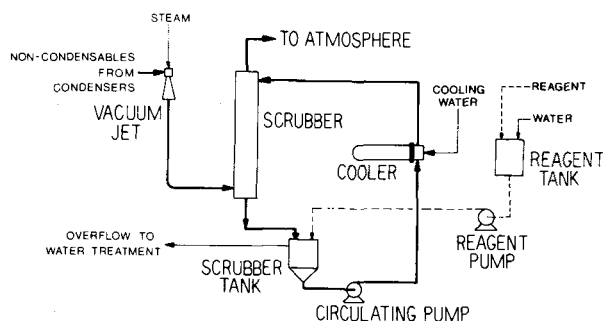 STEAM
NON-CONDENSABLES
FROM
CONDENSERS
VACUUM
JET
TO ATMOSPHERE
SCRUBBER
COOLING
WATER
COOLER
REAGENT
WATER
REAGENT
TANK
REAGENT
PUMP
OVERFLOW TO
WATER TREATMENT
SCRUBBER
TANK
CIRCULATING PUMP